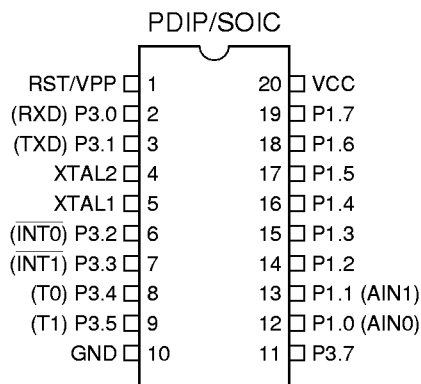 PDIP/SOIC
RST/VPP 1 20 VCC
(RXD) P3.0 2 19 P1.7
(TXD) P3.1 3 18 P1.6
XTAL2 4 17 P1.5
XTAL1 5 16 P1.4
(INT0) P3.2 6 15 P1.3
(INT1) P3.3 7 14 P1.2
(T0) P3.4 8 13 P1.1 (AIN1)
(T1) P3.5 9 12 P1.0 (AIN0)
GND 10 11 P3.7